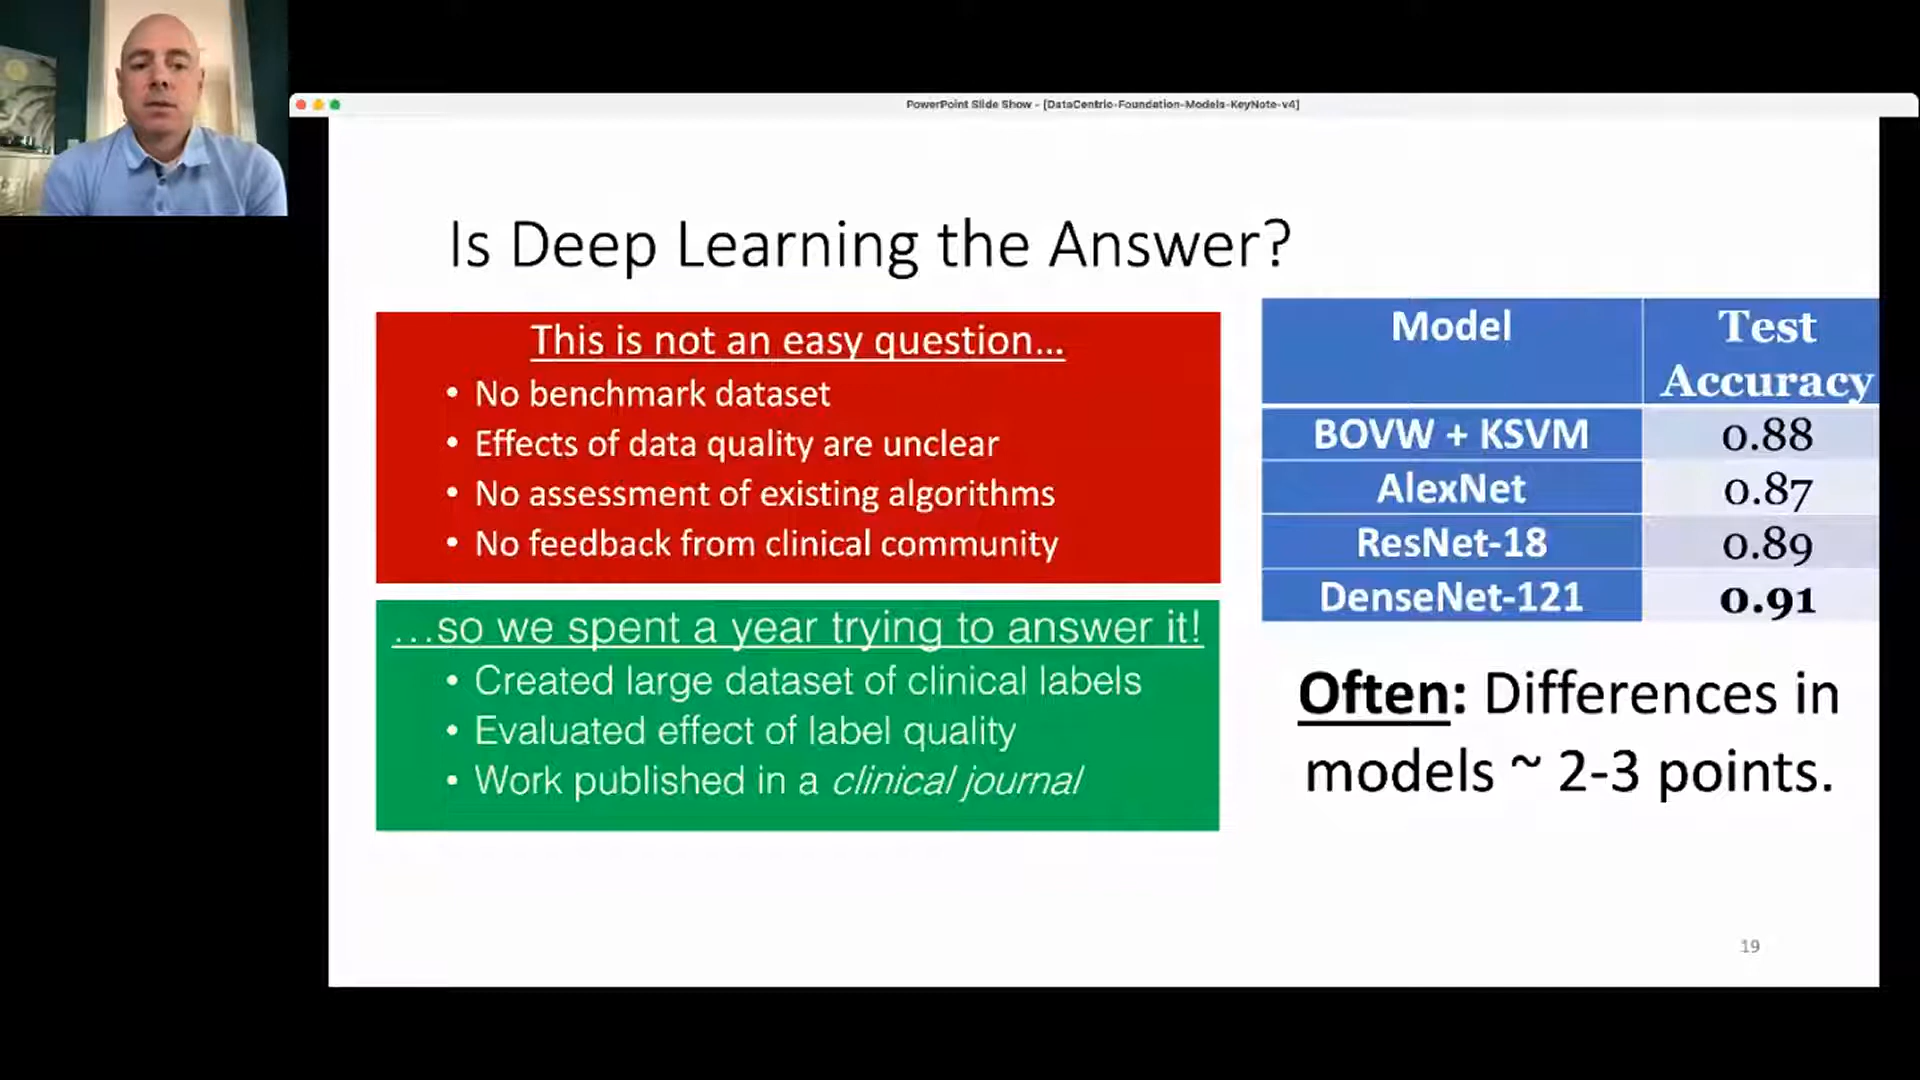 PowerPoint Slide Show - [DataCentric-Foundation-Models-KeyNote-v4]
Is Deep Learning the Answer?
This is not an easy question...
• No benchmark dataset
• Effects of data quality are unclear
• No assessment of existing algorithms
• No feedback from clinical community
...so we spent a year trying to answer it!
• Created large dataset of clinical labels
• Evaluated effect of label quality
• Work published in a clinical journal
Model Test
Accuracy
BOVW + KSVM 0.88
AlexNet 0.87
ResNet-18 0.89
DenseNet-121 0.91
Often: Differences in
models ~ 2-3 points.
19